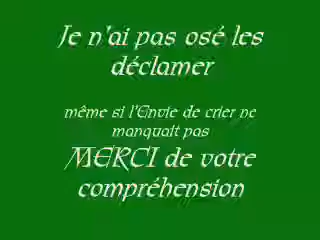 Je n'ai pas osé les
déclamer
même si l'Envie de crier ne
manquait pas
MERCI de votre
compréhension